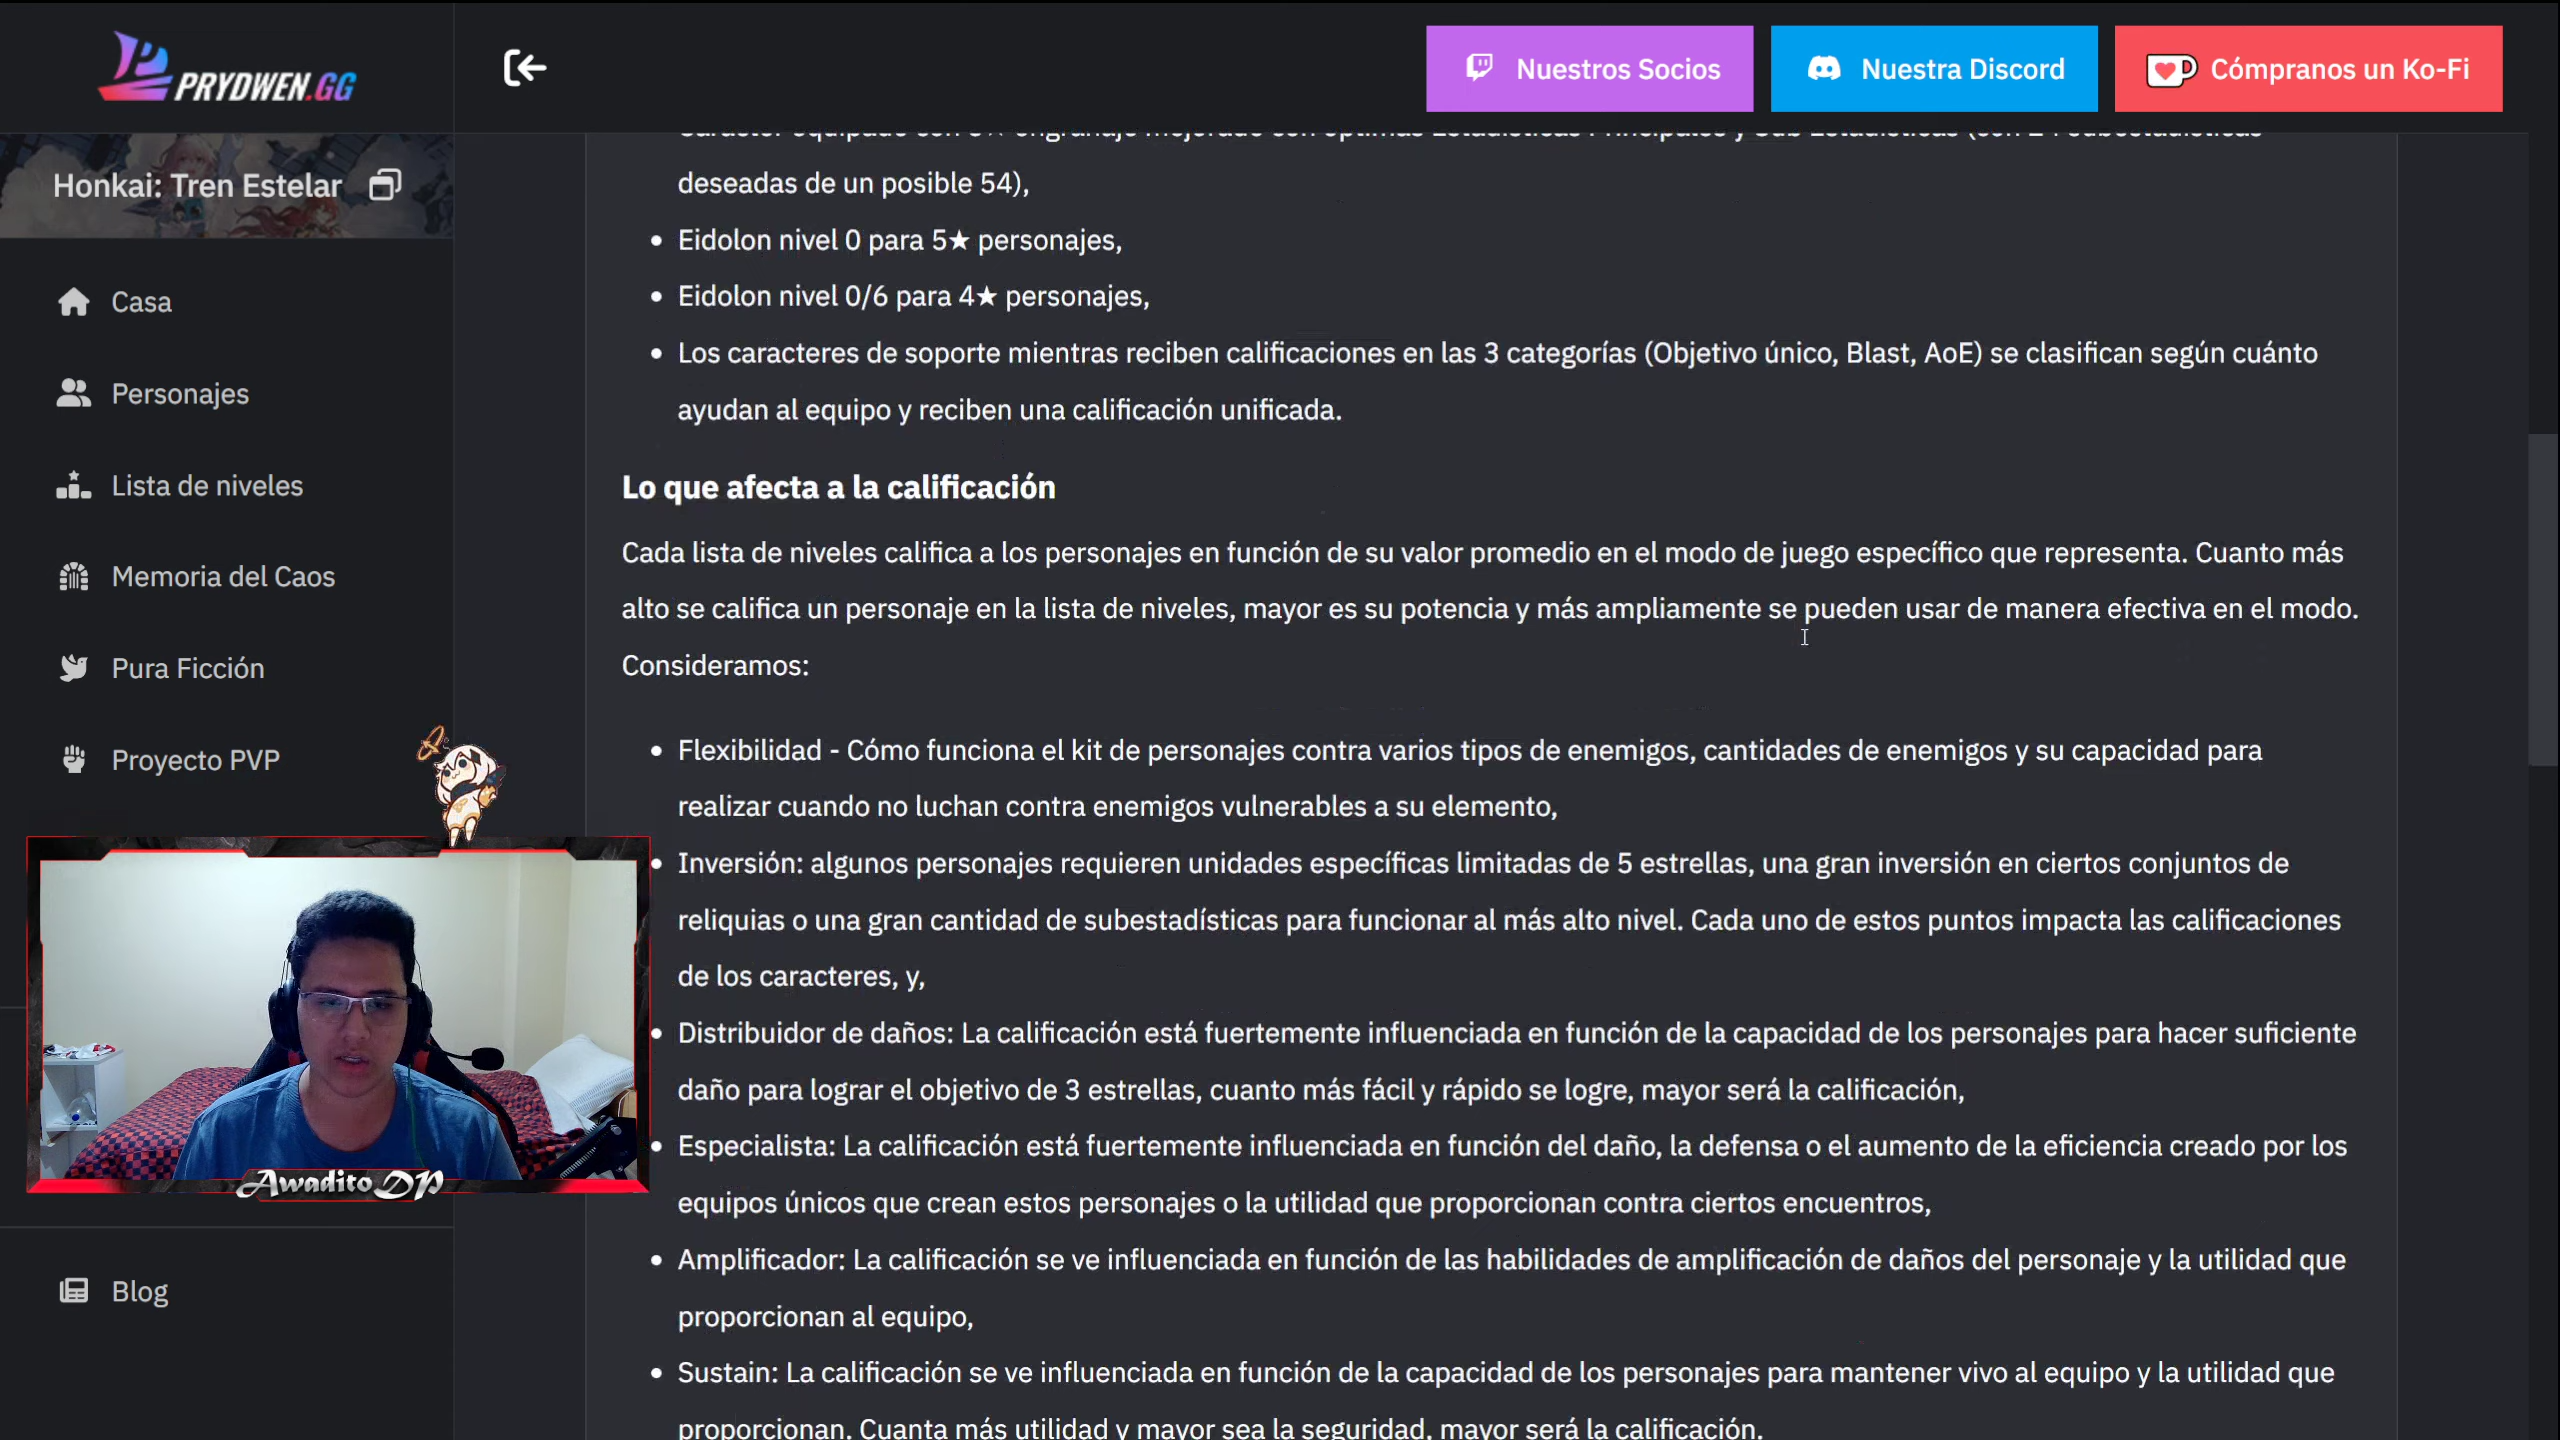 PRYDWEN.GG
Nuestros Socios
Nuestra Discord
Cómpranos un Ko-Fi
Honkai: Tren Estelar
Casa
Personajes
Lista de niveles
Memoria del Caos
Pura Ficción
Proyecto PVP
Blog
deseadas de un posible 54),
• Eidolon nivel 0 para 5★ personajes,
• Eidolon nivel 0/6 para 4★ personajes,
• Los caracteres de soporte mientras reciben calificaciones en las 3 categorías (Objetivo único, Blast, AoE) se clasifican según cuánto
ayudan al equipo y reciben una calificación unificada.
Lo que afecta a la calificación
Cada lista de niveles califica a los personajes en función de su valor promedio en el modo de juego específico que representa. Cuanto más
alto se califica un personaje en la lista de niveles, mayor es su potencia y más ampliamente se pueden usar de manera efectiva en el modo.
Consideramos:
• Flexibilidad - Cómo funciona el kit de personajes contra varios tipos de enemigos, cantidades de enemigos y su capacidad para
realizar cuando no luchan contra enemigos vulnerables a su elemento,
• Inversión: algunos personajes requieren unidades específicas limitadas de 5 estrellas, una gran inversión en ciertos conjuntos de
reliquias o una gran cantidad de subestadísticas para funcionar al más alto nivel. Cada uno de estos puntos impacta las calificaciones
de los caracteres, y,
• Distribuidor de daños: La calificación está fuertemente influenciada en función de la capacidad de los personajes para hacer suficiente
daño para lograr el objetivo de 3 estrellas, cuanto más fácil y rápido se logre, mayor será la calificación,
• Especialista: La calificación está fuertemente influenciada en función del daño, la defensa o el aumento de la eficiencia creado por los
equipos únicos que crean estos personajes o la utilidad que proporcionan contra ciertos encuentros,
• Amplificador: La calificación se ve influenciada en función de las habilidades de amplificación de daños del personaje y la utilidad que
proporcionan al equipo,
• Sustain: La calificación se ve influenciada en función de la capacidad de los personajes para mantener vivo al equipo y la utilidad que
proporcionan. Cuanta más utilidad y mayor sea la seguridad, mayor será la calificación.
Awadito DP